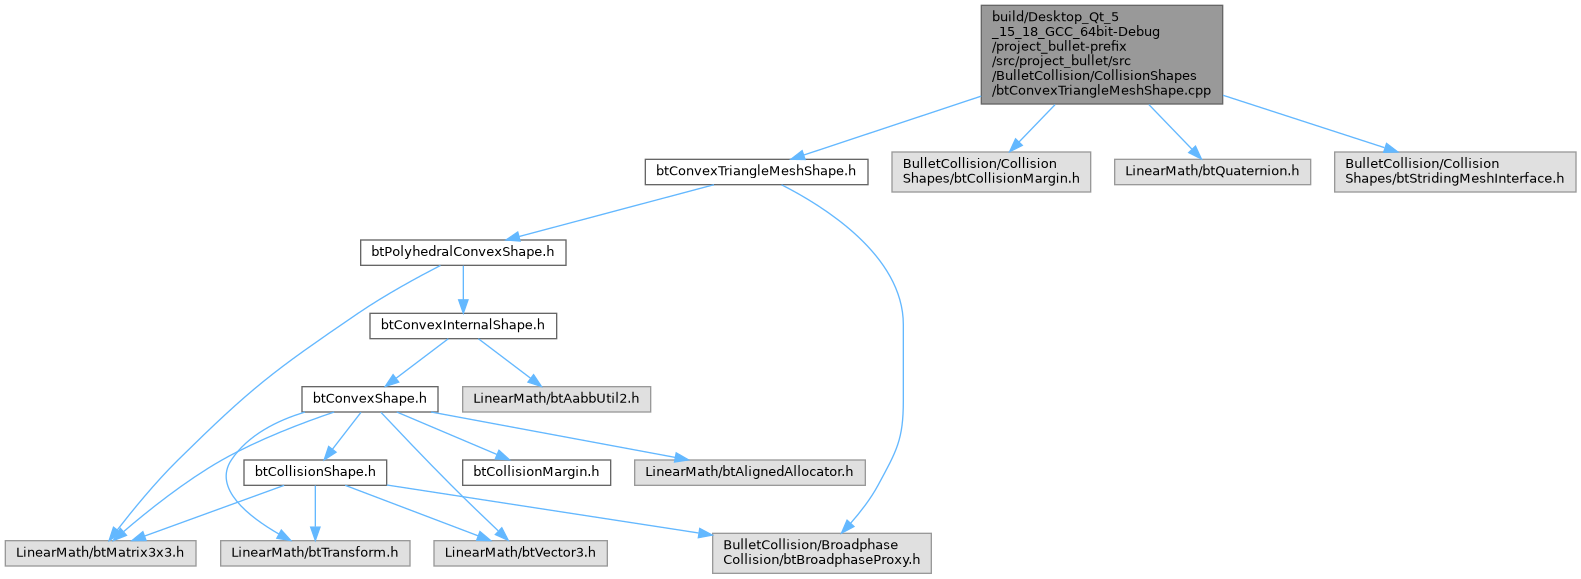 build/Desktop_Qt_5
_15_18_GCC_64bit-Debug
/project_bullet-prefix
/src/project_bullet/src
/BulletCollision/CollisionShapes
/btConvexTriangleMeshShape.cpp
btConvexTriangleMeshShape.h
BulletCollision/Collision
Shapes/btCollisionMargin.h
LinearMath/btQuaternion.h
BulletCollision/Collision
Shapes/btStridingMeshInterface.h
btPolyhedralConvexShape.h
btConvexInternalShape.h
btConvexShape.h
LinearMath/btAabbUtil2.h
btCollisionShape.h
btCollisionMargin.h
LinearMath/btAlignedAllocator.h
LinearMath/btMatrix3x3.h
LinearMath/btTransform.h
LinearMath/btVector3.h
BulletCollision/Broadphase
Collision/btBroadphaseProxy.h